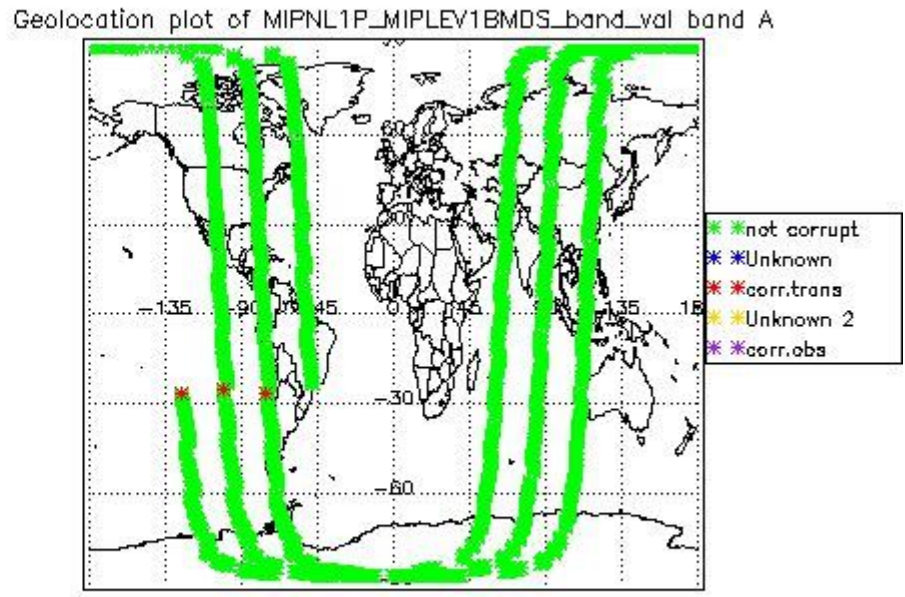 Geolocation plot of MIPNL1P_MIPLEV1BMDS_band_val band A
60
-135 -90 -45 0 45 135
-30
-60
* *not corrupt
* *Unknown
* *corr.trans
* *Unknown 2
* *corr.obs